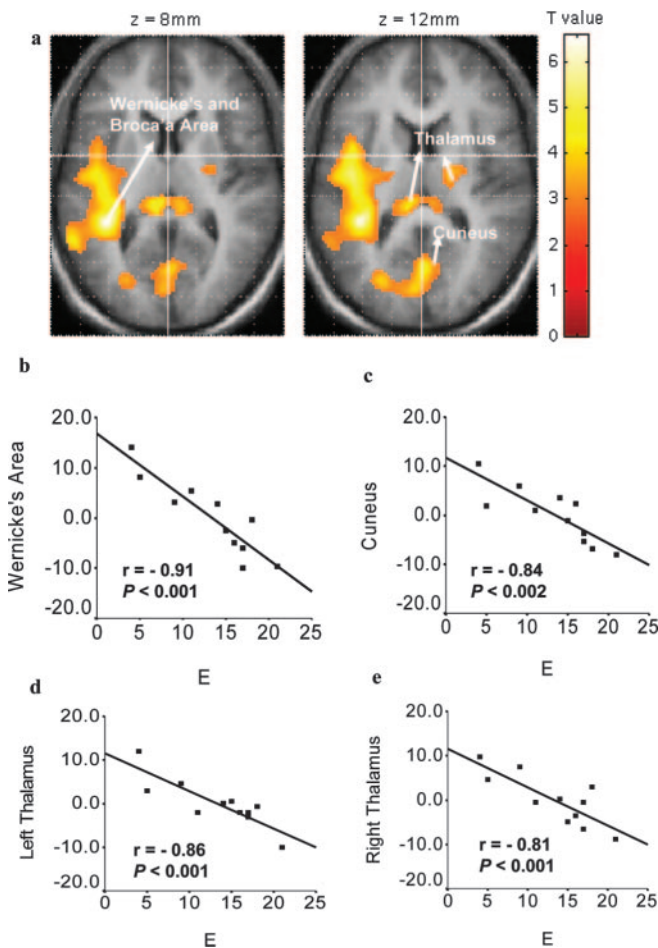 z = 8mm
z = 12mm
T value
a
Wernicke's and
Broca'a Area
Thalamus
Cuneus
6
5
4
3
2
1
0
b
Wernicke's Area
20.0
10.0
0.0
-10.0
-20.0
r = - 0.91
P < 0.001
0 5 10 15 20 25
E
c
Cuneus
20.0
10.0
0.0
-10.0
-20.0
r = - 0.84
P < 0.002
0 5 10 15 20 25
E
d
Left Thalamus
20.0
10.0
0.0
-10.0
-20.0
r = - 0.86
P < 0.001
0 5 10 15 20 25
E
e
Right Thalamus
20.0
10.0
0.0
-10.0
-20.0
r = - 0.81
P < 0.001
0 5 10 15 20 25
E